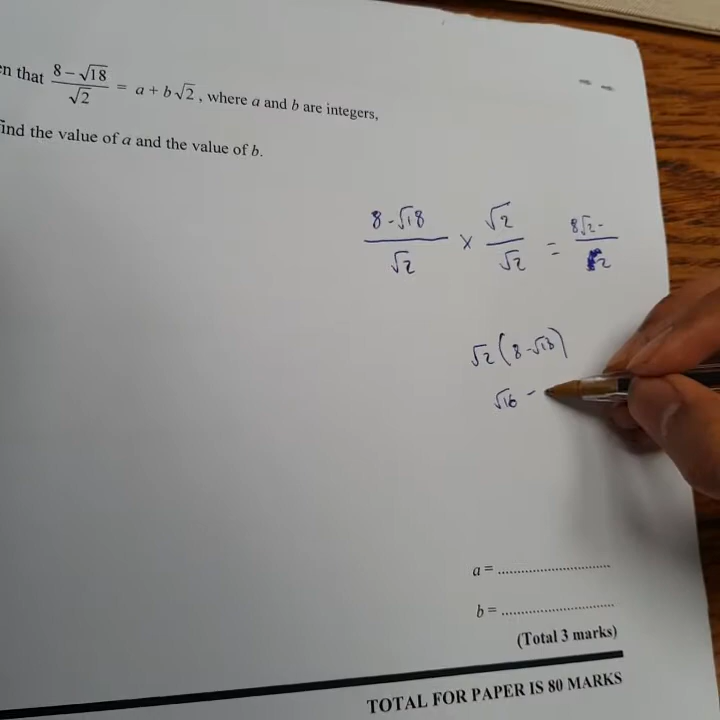 en that (8 − √18)/√2 = a + b√2, where a and b are integers,
ind the value of a and the value of b.
(8 - √18)/√2 × √2/√2 = (8√2 -)/2
√2(8 - √18)
√16 -
a = ..............................
b = ..............................
(Total 3 marks)
TOTAL FOR PAPER IS 80 MARKS